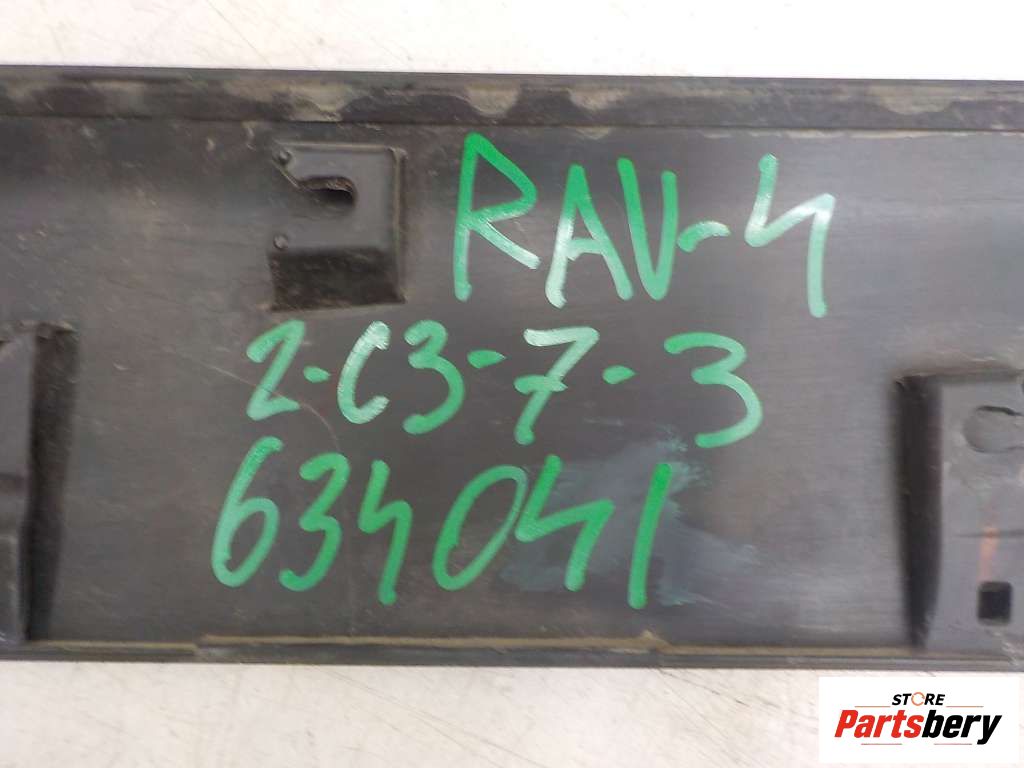 RAV-4
2-C3-7-3
634041
STORE
Partsbery